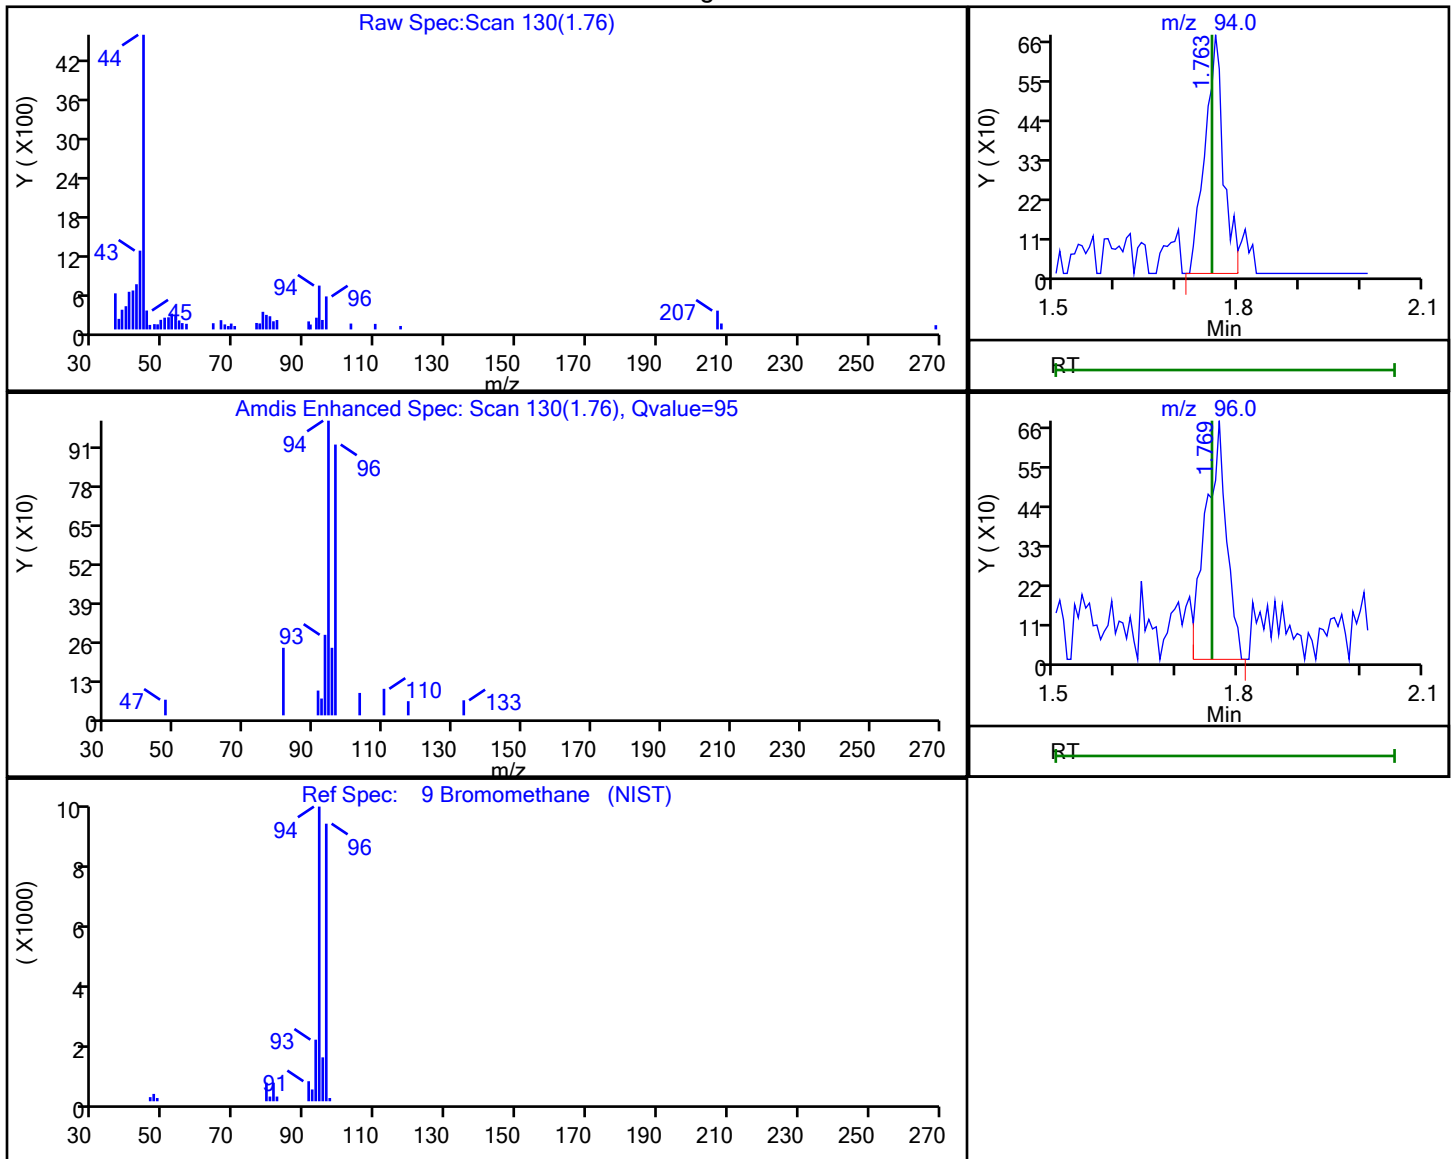 Raw Spec:Scan 130(1.76)
Y ( X100)
42
36
30
24
18
12
6
0
44
43
45
94
96
207
30 50 70 90 110 130 150 170 190 210 230 250 270
m/z
m/z 94.0
Y ( X10)
66
55
44
33
22
11
0
1.763
1.5 1.8 2.1
Min
RT
Amdis Enhanced Spec: Scan 130(1.76), Qvalue=95
Y ( X10)
91
78
65
52
39
26
13
0
94
96
93
47
110
133
30 50 70 90 110 130 150 170 190 210 230 250 270
m/z
m/z 96.0
Y ( X10)
66
55
44
33
22
11
0
1.769
1.5 1.8 2.1
Min
RT
Ref Spec: 9 Bromomethane (NIST)
( X1000)
10
8
6
4
2
0
94
96
93
91
30 50 70 90 110 130 150 170 190 210 230 250 270